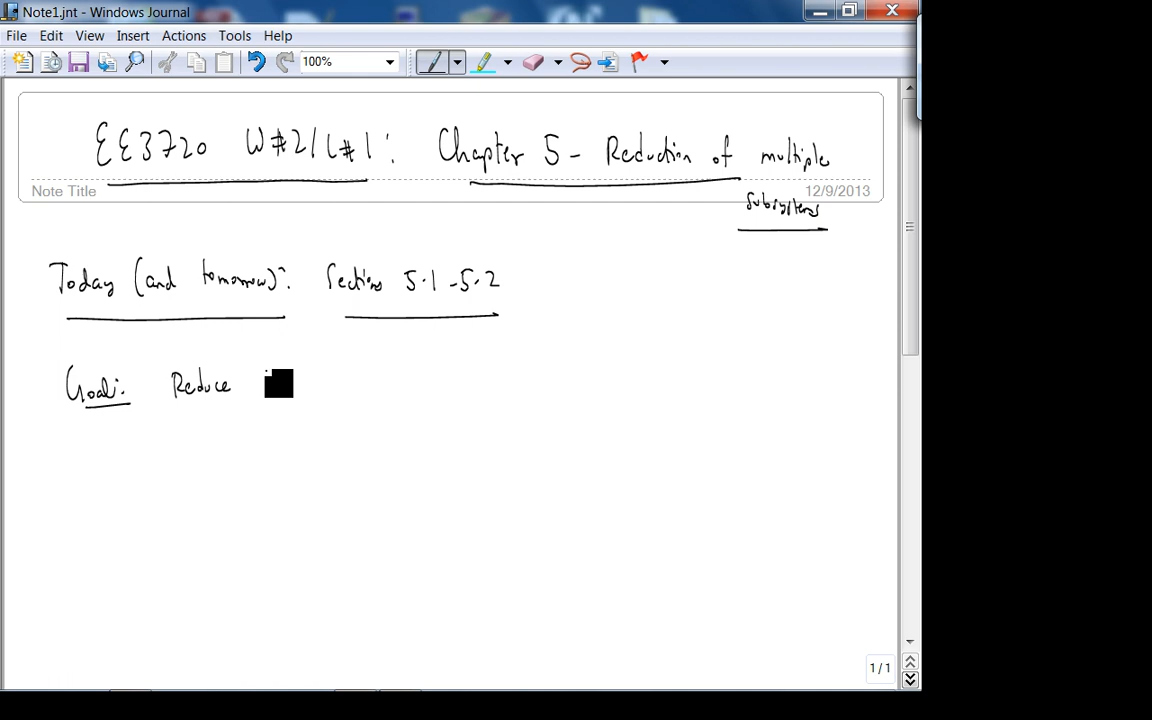 Note1.jnt - Windows Journal
File Edit View Insert Actions Tools Help
100%
EE3720 W#2/L#1: Chapter 5 - Reduction of multiple
Note Title 12/9/2013
subsystems
Today (and tomorrow): Sections 5.1 - 5.2
Goal: Reduce
1/1